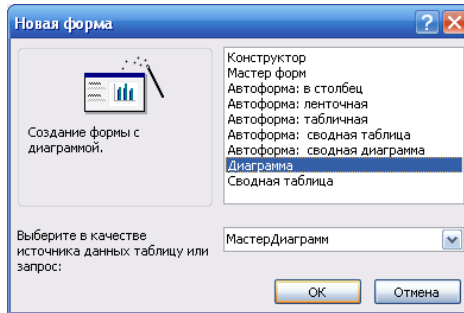 Новая форма
Конструктор
Мастер форм
Автоформа: в столбец
Автоформа: ленточная
Автоформа: табличная
Автоформа: сводная таблица
Автоформа: сводная диаграмма
Диаграмма
Сводная таблица
Создание формы с
диаграммой.
Выберите в качестве
источника данных таблицу или
запрос:
МастерДиаграмм
ОК
Отмена